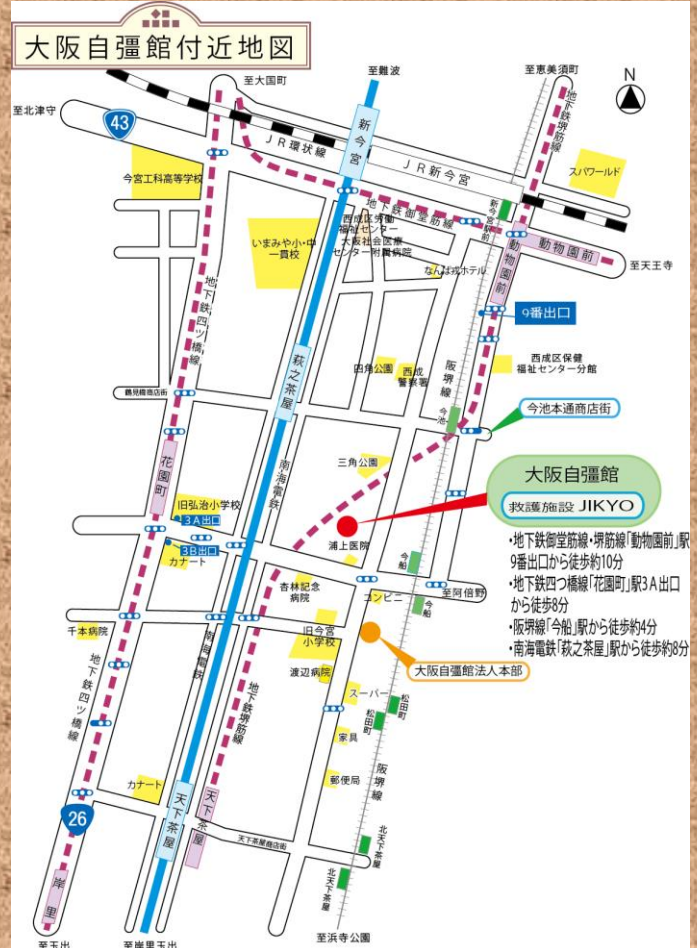 大阪自彊館付近地図
至大国町
至難波
至恵美須町
N
至北津守
43
JR環状線
新今宮
JR新今宮
地下鉄堺筋線
スパワールド
今宮工科高等学校
地下鉄御堂筋線
新今宮駅前
西成区労働
福祉センター
大阪社会医療
センター附属病院
いまみや小・中
一貫校
動物園前
動物園前
至天王寺
なんば戎ホテル
9番出口
地下鉄四ツ橋線
萩之茶屋
阪堺線
四角公園
西成
警察署
西成区保健
福祉センター分館
鶴見橋商店街
今池
今池本通商店街
花園町
南海電鉄
三角公園
大阪自彊館
救護施設 JIKYO
旧弘治小学校
3A出口
3B出口
カナート
浦上医院
今船
・地下鉄御堂筋線・堺筋線「動物園前」駅
9番出口から徒歩約10分
・地下鉄四つ橋線「花園町」駅3A出口
から徒歩8分
・阪堺線「今船」駅から徒歩約4分
・南海電鉄「萩之茶屋」駅から徒歩約8分
杏林記念
病院
コンビニ
今船
至阿倍野
千本病院
南海電鉄
旧今宮
小学校
大阪自彊館法人本部
地下鉄四ツ橋線
地下鉄堺筋線
渡辺病院
スーパー
松田町
松田町
家具
阪堺線
カナート
郵便局
26
天下茶屋
天下茶屋
天下茶屋商店街
北天下茶屋
北天下茶屋
岸里
至玉出
至岸里玉出
至浜寺公園